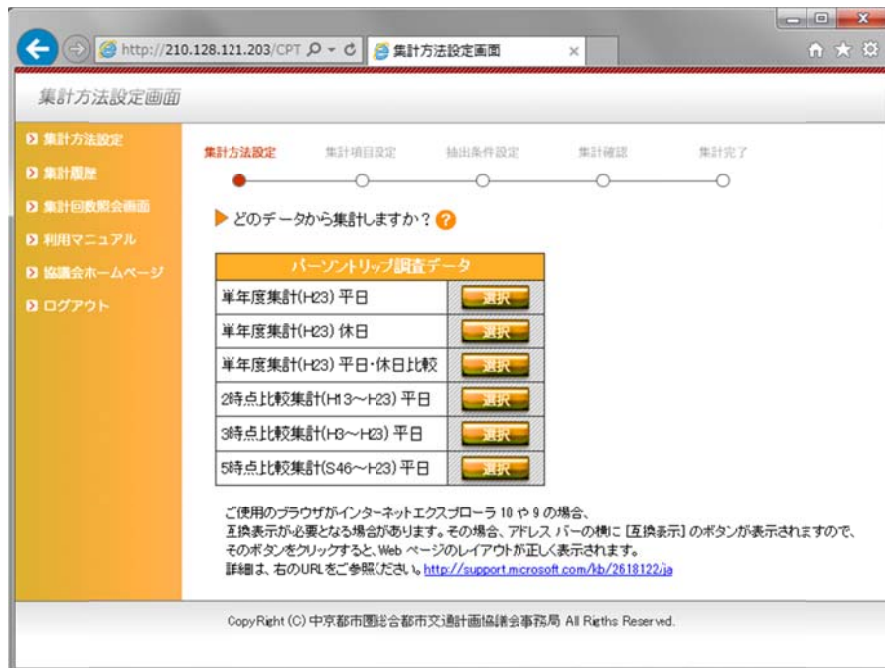 http://210.128.121.203/CPT
集計方法設定画面
集計方法設定画面
集計方法設定
集計履歴
集計回数照会画面
利用マニュアル
協議会ホームページ
ログアウト
集計方法設定
集計項目設定
抽出条件設定
集計確認
集計完了
どのデータから集計しますか？
パーソントリップ調査データ
単年度集計(H23) 平日 選択
単年度集計(H23) 休日 選択
単年度集計(H23) 平日・休日比較 選択
2時点比較集計(H13～H23) 平日 選択
3時点比較集計(H3～H23) 平日 選択
5時点比較集計(S46～H23) 平日 選択
ご使用のブラウザがインターネットエクスプローラ 10 や 9 の場合、
互換表示が必要となる場合があります。その場合、アドレス バーの横に [互換表示] のボタンが表示されますので、
そのボタンをクリックすると、Web ページのレイアウトが正しく表示されます。
詳細は、右のURLをご参照ください。http://support.microsoft.com/kb/2618122/ja
CopyRight (C) 中京都市圏総合都市交通計画協議会事務局 All Rigths Reserved.